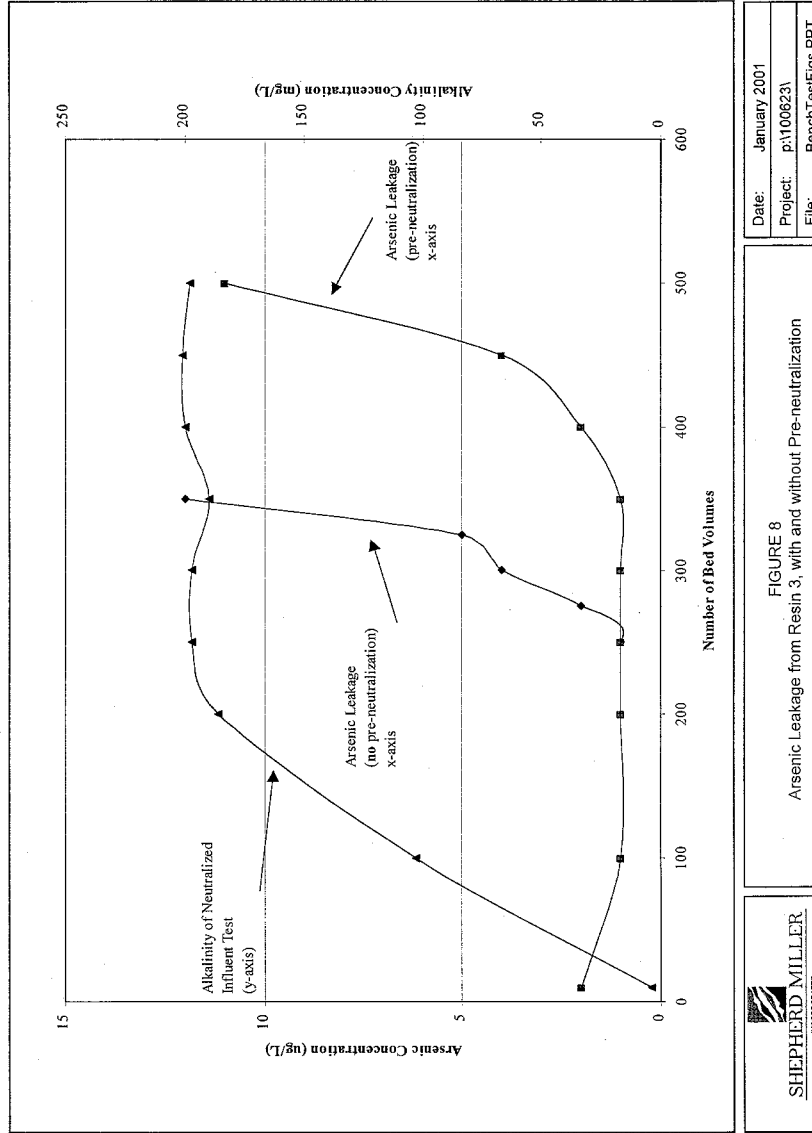 15
10
5
0
Arsenic Concentration (ug/L)
250
200
150
100
50
0
Alkalinity Concentration (mg/L)
0
100
200
300
400
500
600
Number of Bed Volumes
Alkalinity of Neutralized
Influent Test
(y-axis)
Arsenic Leakage
(no pre-neutralization)
x-axis
Arsenic Leakage
(pre-neutralization)
x-axis
SHEPHERD MILLER
FIGURE 8
Arsenic Leakage from Resin 3, with and without Pre-neutralization
Date: January 2001
Project: p:\100623\
File: BenchTestFigs.PPT